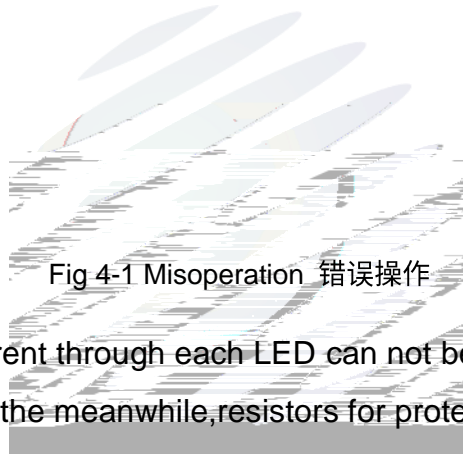 Fig 4-1 Misoperation 错误操作
rent through each LED can not be
the meanwhile,resistors for prote